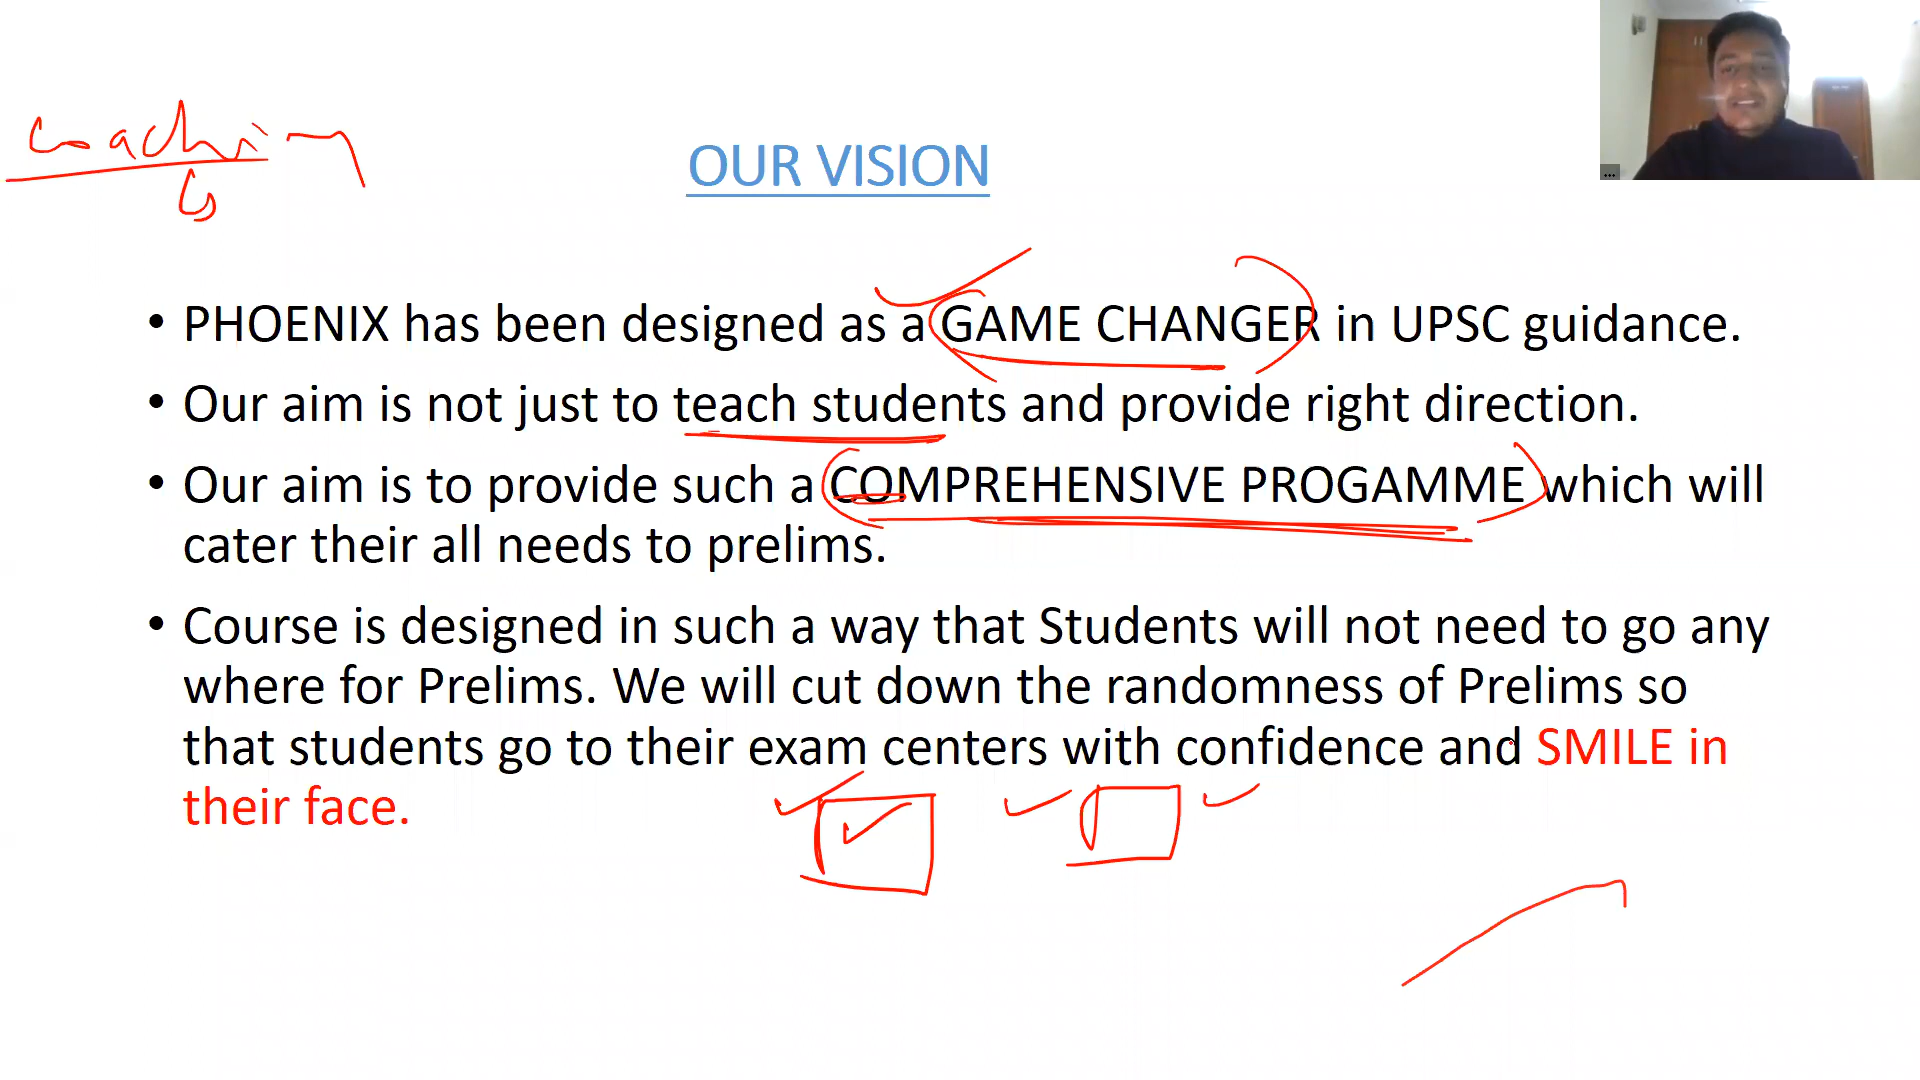 coaching
OUR VISION
• PHOENIX has been designed as a GAME CHANGER in UPSC guidance.
• Our aim is not just to teach students and provide right direction.
• Our aim is to provide such a COMPREHENSIVE PROGAMME which will
cater their all needs to prelims.
• Course is designed in such a way that Students will not need to go any
where for Prelims. We will cut down the randomness of Prelims so
that students go to their exam centers with confidence and SMILE in
their face.